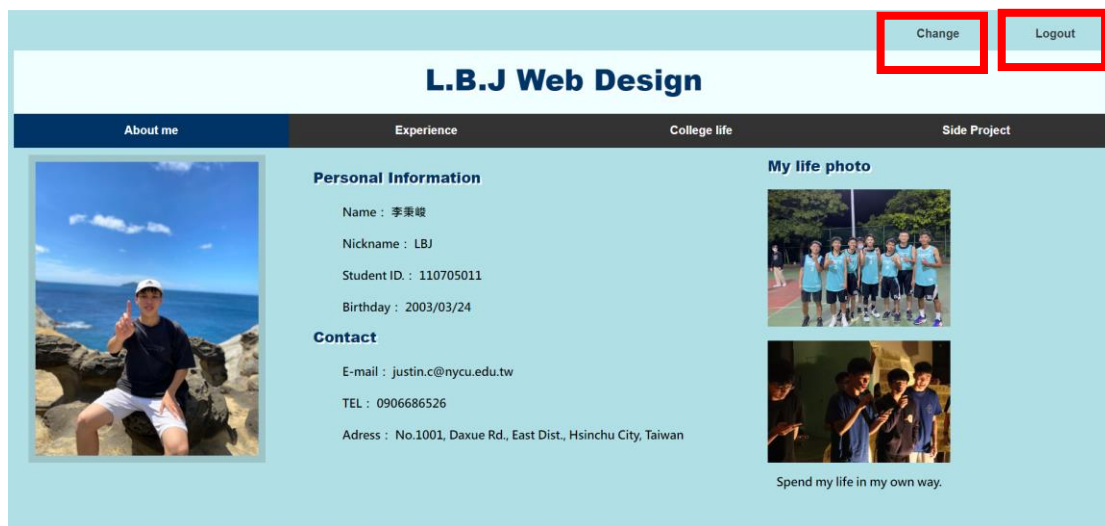 Change Logout
L.B.J Web Design
About me Experience College life Side Project
Personal Information
Name： 李秉峻
Nickname： LBJ
Student ID.： 110705011
Birthday： 2003/03/24
Contact
E-mail： justin.c@nycu.edu.tw
TEL： 0906686526
Adress： No.1001, Daxue Rd., East Dist., Hsinchu City, Taiwan
My life photo
Spend my life in my own way.